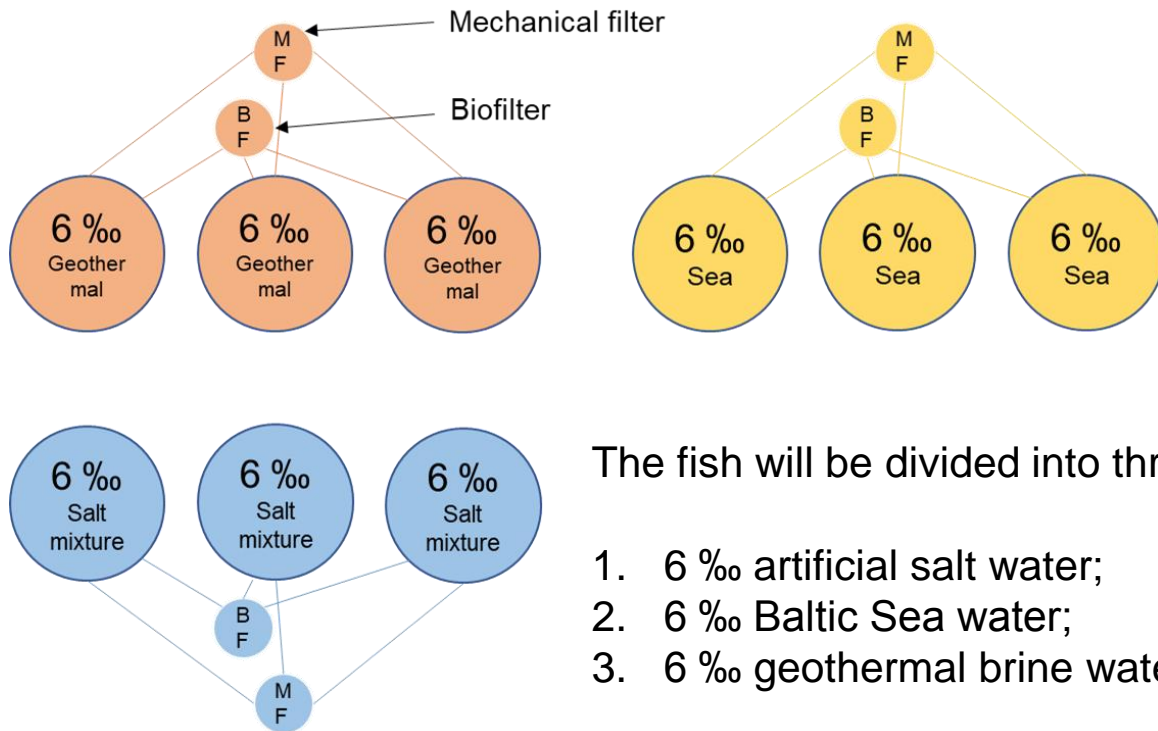 M
F
Mechanical filter
B
F
Biofilter
6 ‰
Geother
mal
6 ‰
Geother
mal
6 ‰
Geother
mal
M
F
B
F
6 ‰
Sea
6 ‰
Sea
6 ‰
Sea
6 ‰
Salt
mixture
6 ‰
Salt
mixture
6 ‰
Salt
mixture
B
F
M
F
The fish will be divided into
1. 6 ‰ artificial salt water;
2. 6 ‰ Baltic Sea water;
3. 6 ‰ geothermal brine